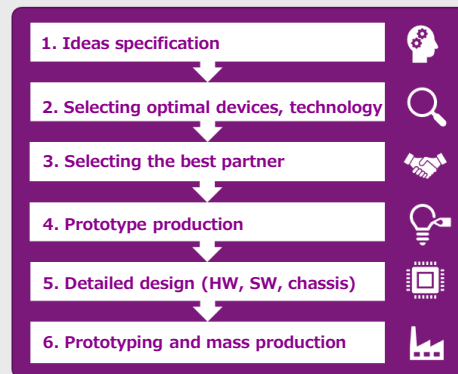 1. Ideas specification
2. Selecting optimal devices, technology
3. Selecting the best partner
4. Prototype production
5. Detailed design (HW, SW, chassis)
6. Prototyping and mass production